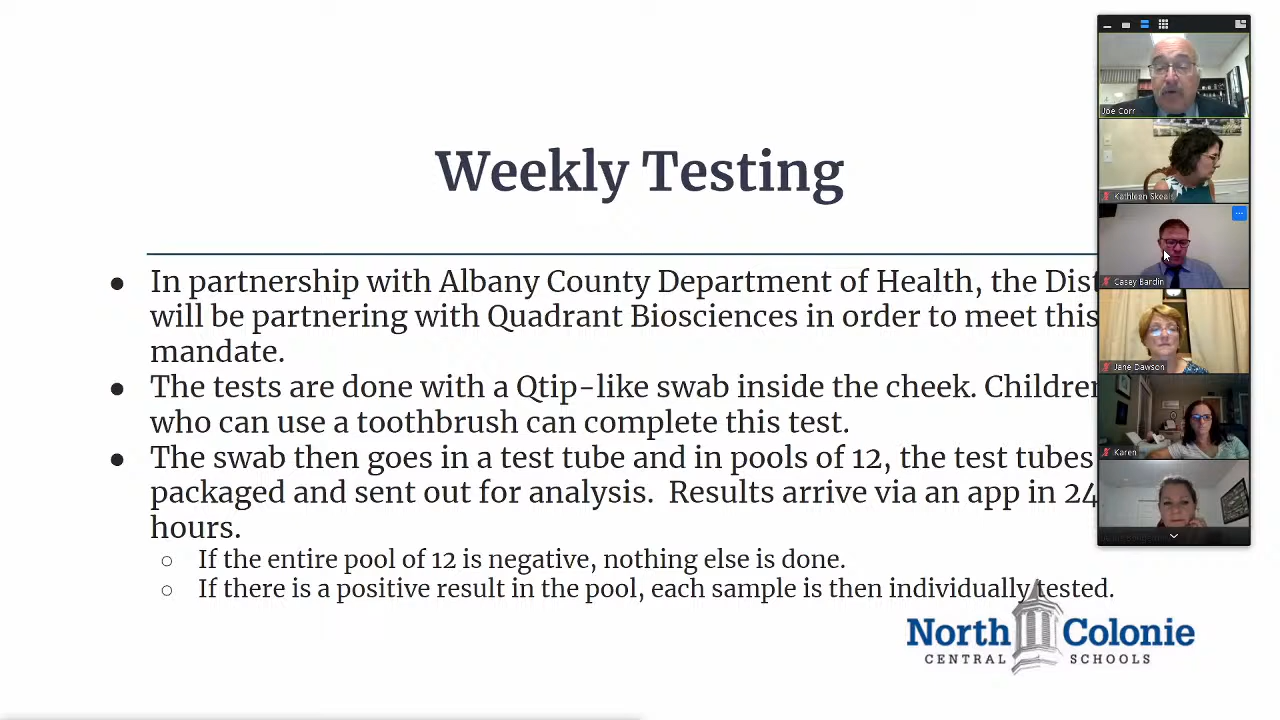 Weekly Testing
In partnership with Albany County Department of Health, the Dist
will be partnering with Quadrant Biosciences in order to meet this
mandate.
The tests are done with a Qtip-like swab inside the cheek. Children
who can use a toothbrush can complete this test.
The swab then goes in a test tube and in pools of 12, the test tubes
packaged and sent out for analysis. Results arrive via an app in 24
hours.
If the entire pool of 12 is negative, nothing else is done.
If there is a positive result in the pool, each sample is then individually tested.
North Colonie
CENTRAL SCHOOLS
Joe Corr
Kathleen Skeals
Casey Bardin
Jane Dawson
Karen